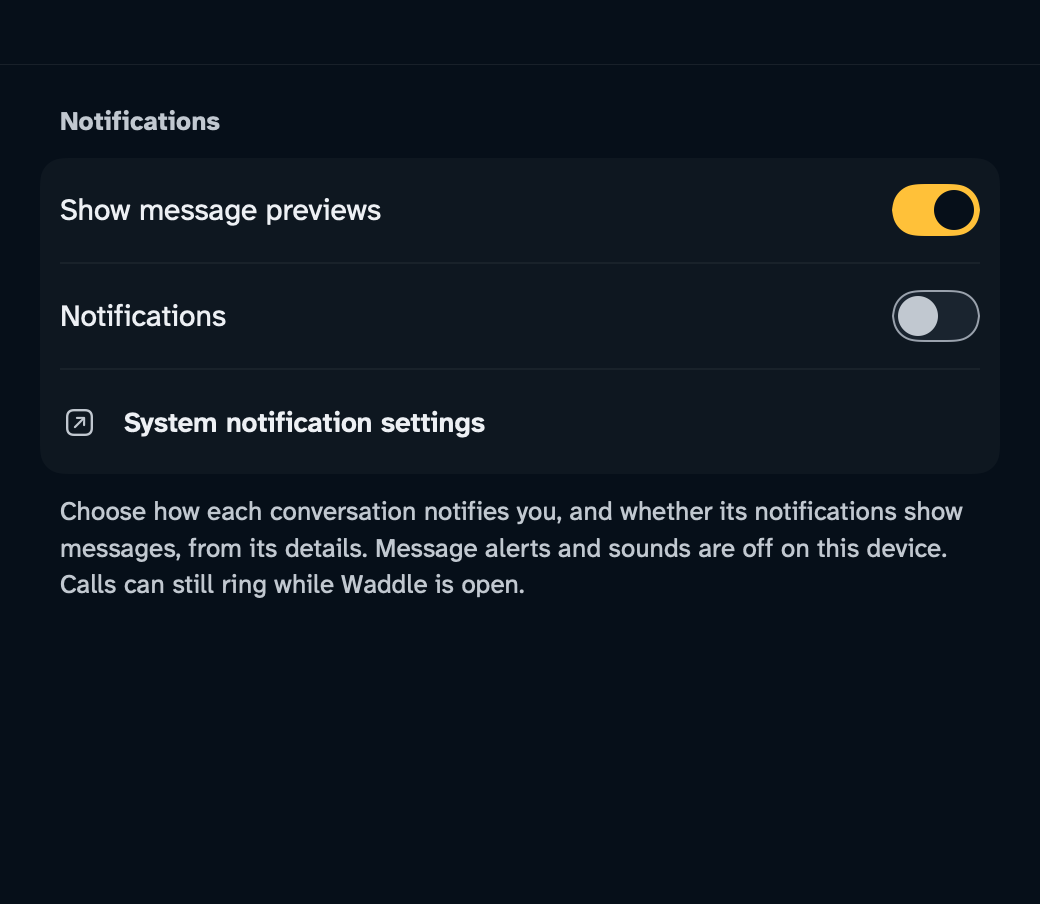 Notifications
Show message previews
Notifications
System notification settings
Choose how each conversation notifies you, and whether its notifications show
messages, from its details. Message alerts and sounds are off on this device.
Calls can still ring while Waddle is open.